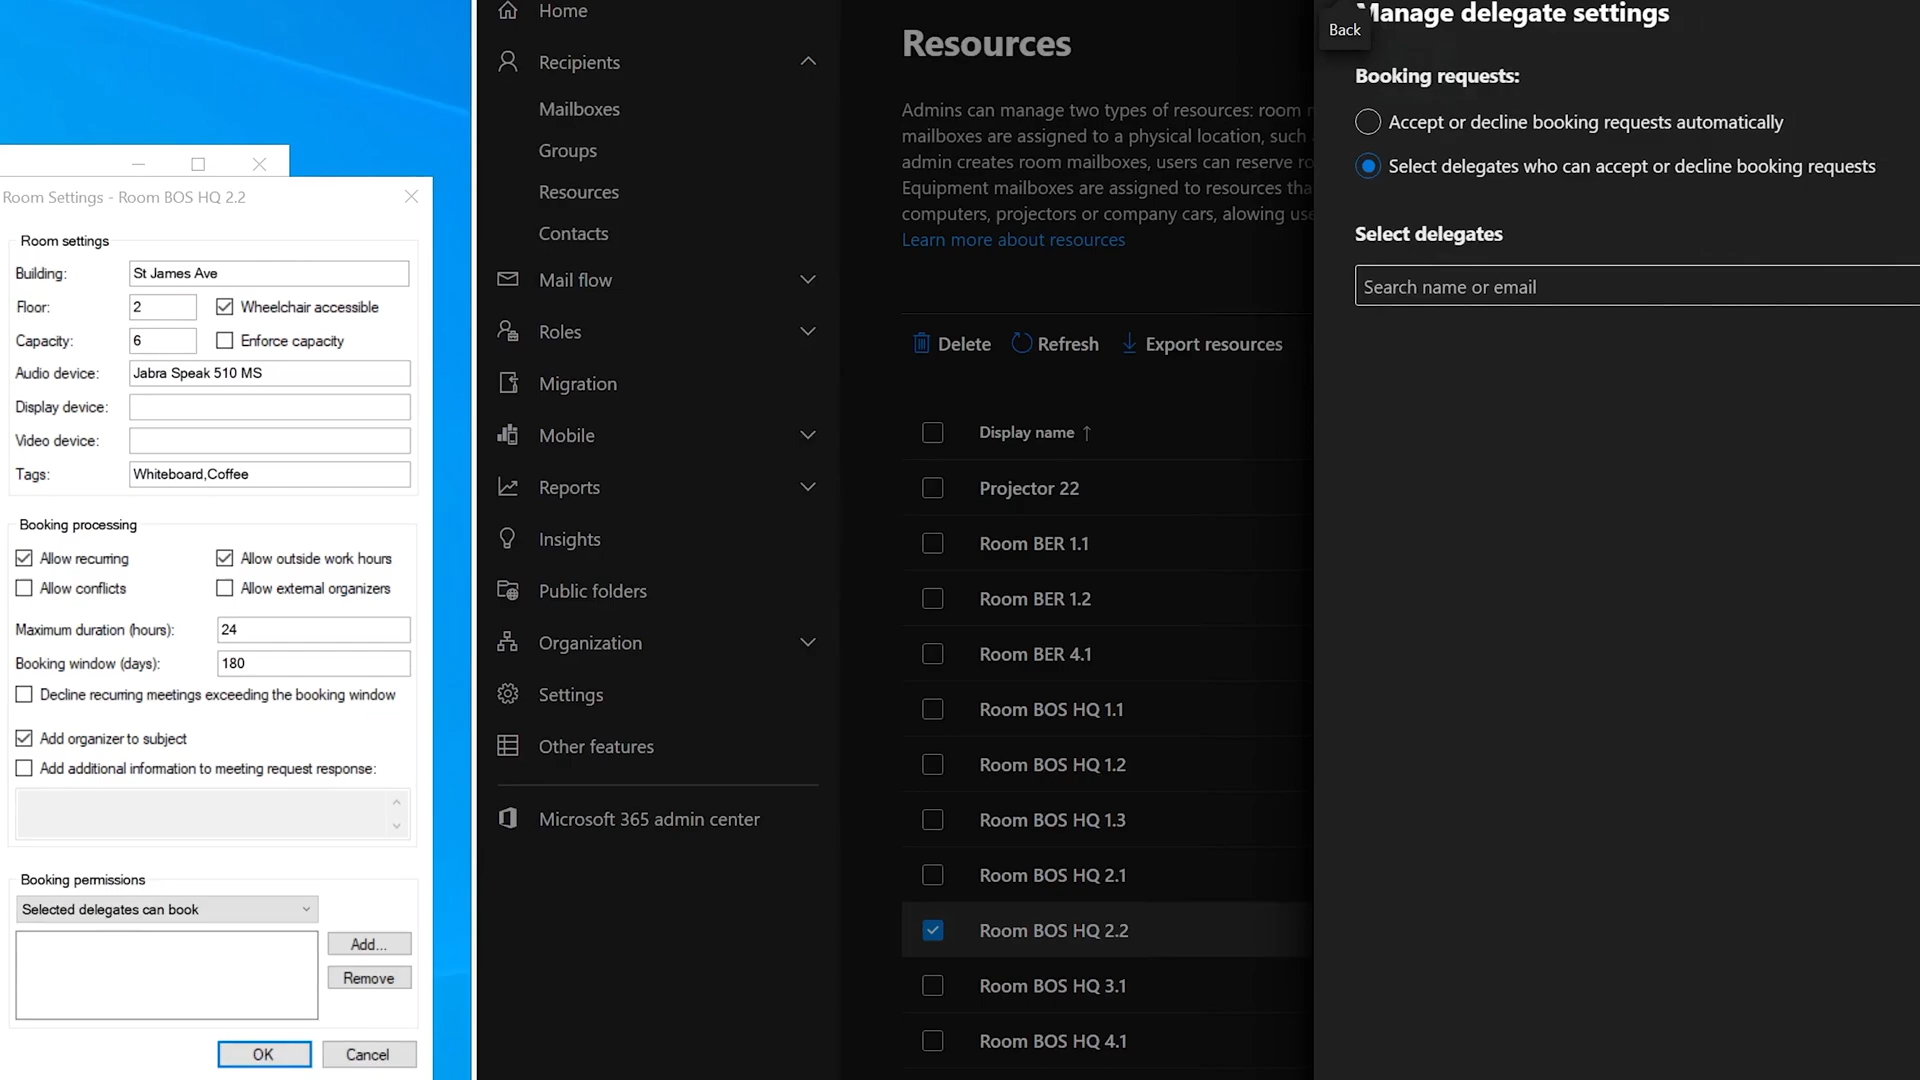 Room Settings - Room BOS HQ 2.2
Room settings
Building: St James Ave
Floor: 2 Wheelchair accessible
Capacity: 6 Enforce capacity
Audio device: Jabra Speak 510 MS
Display device:
Video device:
Tags: Whiteboard,Coffee
Booking processing
Allow recurring Allow outside work hours
Allow conflicts Allow external organizers
Maximum duration (hours): 24
Booking window (days): 180
Decline recurring meetings exceeding the booking window
Add organizer to subject
Add additional information to meeting request response:
Booking permissions
Selected delegates can book
Add...
Remove
OK Cancel
Home
Recipients
Mailboxes
Groups
Resources
Contacts
Mail flow
Roles
Migration
Mobile
Reports
Insights
Public folders
Organization
Settings
Other features
Microsoft 365 admin center
Resources
Admins can manage two types of resources: room
mailboxes are assigned to a physical location, such
admin creates room mailboxes, users can reserve
Equipment mailboxes are assigned to resources
computers, projectors or company cars, alowing
Learn more about resources
Delete Refresh Export resources
Display name ↑
Projector 22
Room BER 1.1
Room BER 1.2
Room BER 4.1
Room BOS HQ 1.1
Room BOS HQ 1.2
Room BOS HQ 1.3
Room BOS HQ 2.1
Room BOS HQ 2.2
Room BOS HQ 3.1
Room BOS HQ 4.1
Back
Manage delegate settings
Booking requests:
Accept or decline booking requests automatically
Select delegates who can accept or decline booking requests
Select delegates
Search name or email